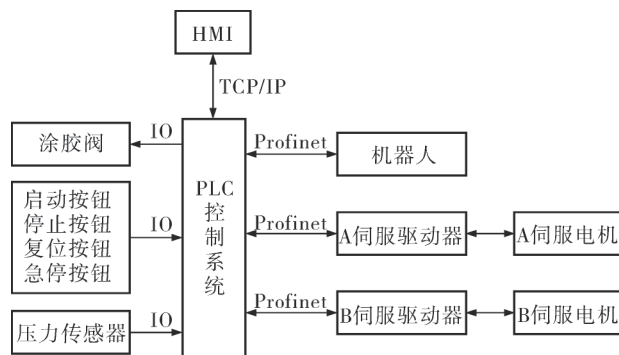 HMI
TCP/IP
涂胶阀
IO
启动按钮
停止按钮
复位按钮
急停按钮
IO
压力传感器
IO
PLC
控
制
系
统
Profinet
机器人
Profinet
A伺服驱动器
A伺服电机
Profinet
B伺服驱动器
B伺服电机